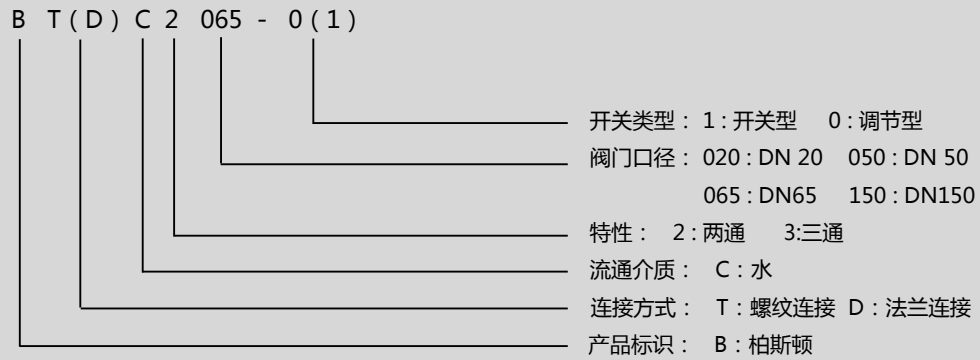 B T ( D ) C 2 065 - 0 ( 1 )
开关类型： 1 : 开关型 0 : 调节型
阀门口径： 020 : DN 20 050 : DN 50
065 : DN65 150 : DN150
特性： 2 : 两通 3:三通
流通介质： C：水
连接方式： T：螺纹连接 D：法兰连接
产品标识： B：柏斯顿